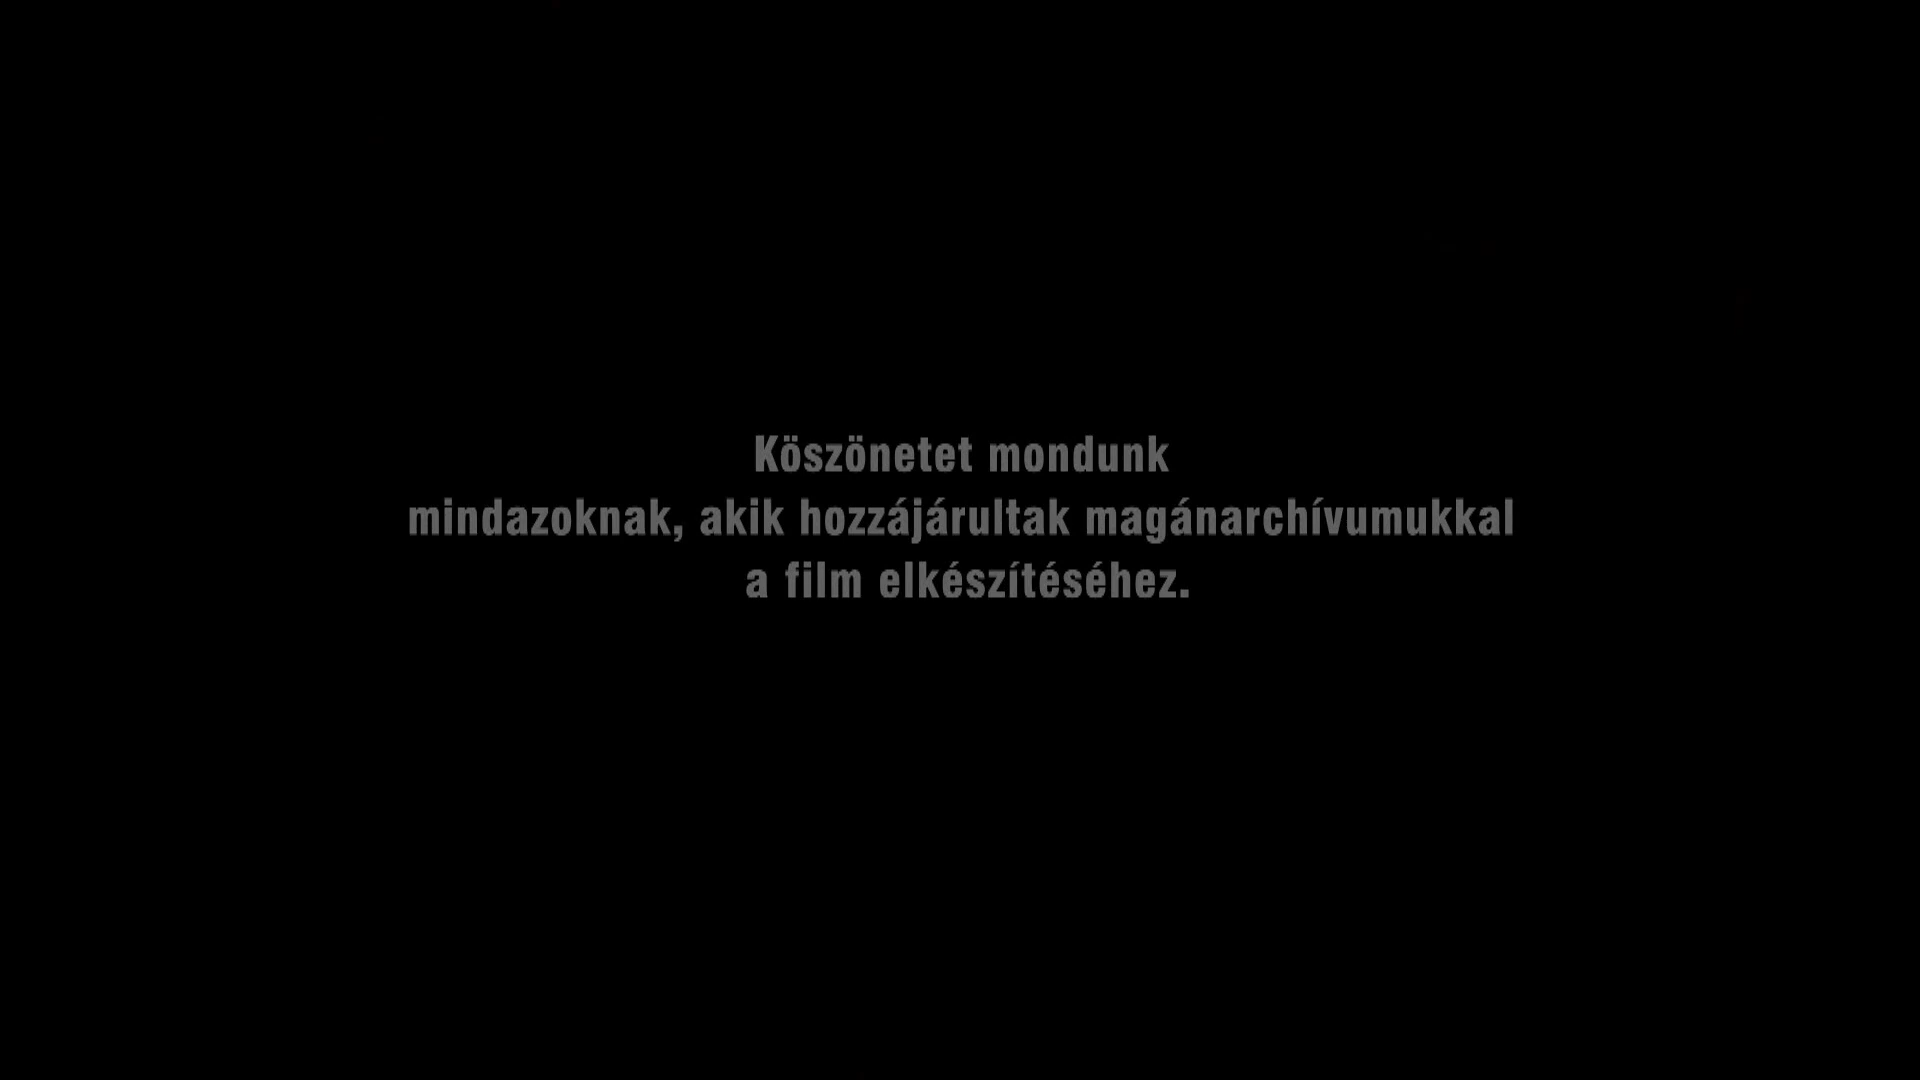 Köszönetet mondunk
mindazoknak, akik hozzájárultak magánarchívumukkal
a film elkészítéséhez.